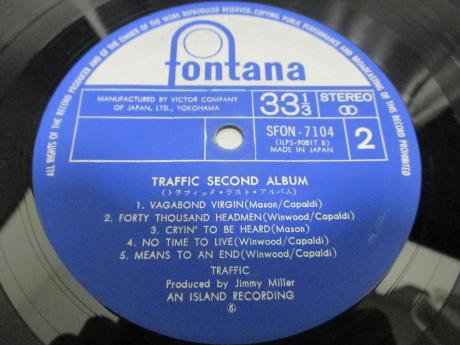 ALL RIGHTS OF THE RECORD PRODUCER AND OF THE OWNER OF THE WORK REPRODUCED RESERVED. COPYING, PUBLIC PERFORMANCE AND BROADCASTING OF THIS RECORD PROHIBITED
fontana
MANUFACTURED BY VICTOR COMPANY
OF JAPAN, LTD., YOKOHAMA
33 1/3
STEREO
SFON-7104
(ILPS-9081T B)
MADE IN JAPAN
2
TRAFFIC SECOND ALBUM
(トラフィック・ラスト・アルバム)
1. VAGABOND VIRGIN(Mason/Capaldi)
2. FORTY THOUSAND HEADMEN(Winwood/Capaldi)
3. CRYIN' TO BE HEARD(Mason)
4. NO TIME TO LIVE(Winwood/Capaldi)
5. MEANS TO AN END(Winwood/Capaldi)
TRAFFIC
Produced by Jimmy Miller
AN ISLAND RECORDING